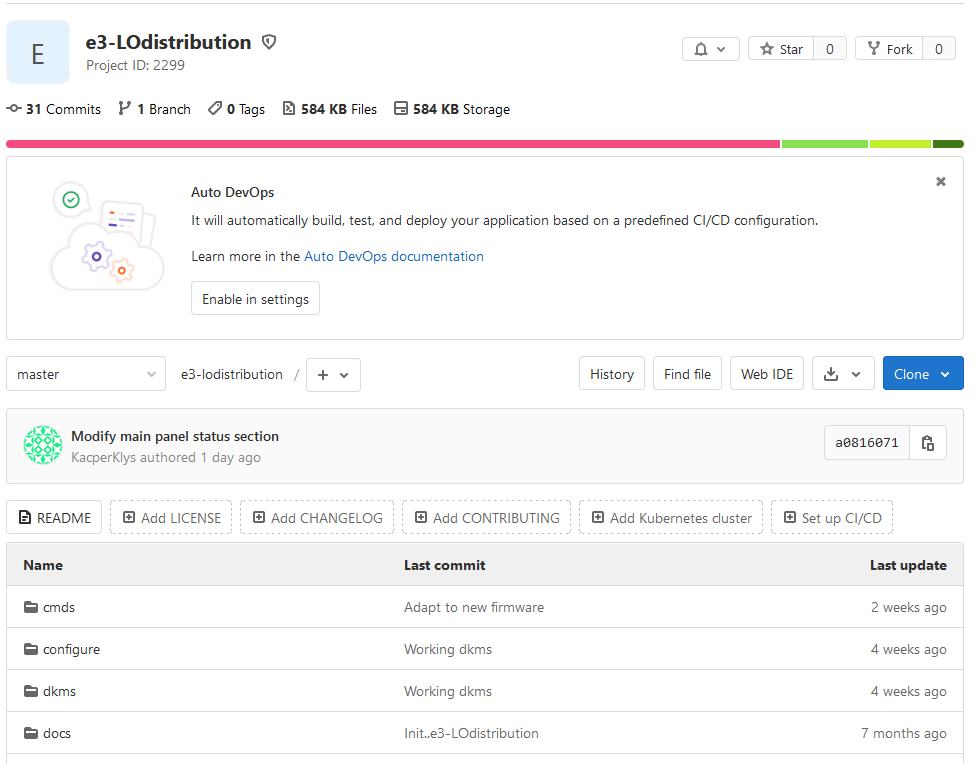 E
e3-LOdistribution
Project ID: 2299
Star 0
Fork 0
31 Commits 1 Branch 0 Tags 584 KB Files 584 KB Storage
Auto DevOps
It will automatically build, test, and deploy your application based on a predefined CI/CD configuration.
Learn more in the Auto DevOps documentation
Enable in settings
master e3-lodistribution / + History Find file Web IDE Clone
Modify main panel status section
KacperKlys authored 1 day ago
a0816071
README Add LICENSE Add CHANGELOG Add CONTRIBUTING Add Kubernetes cluster Set up CI/CD
Name Last commit Last update
cmds Adapt to new firmware 2 weeks ago
configure Working dkms 4 weeks ago
dkms Working dkms 4 weeks ago
docs Init..e3-LOdistribution 7 months ago